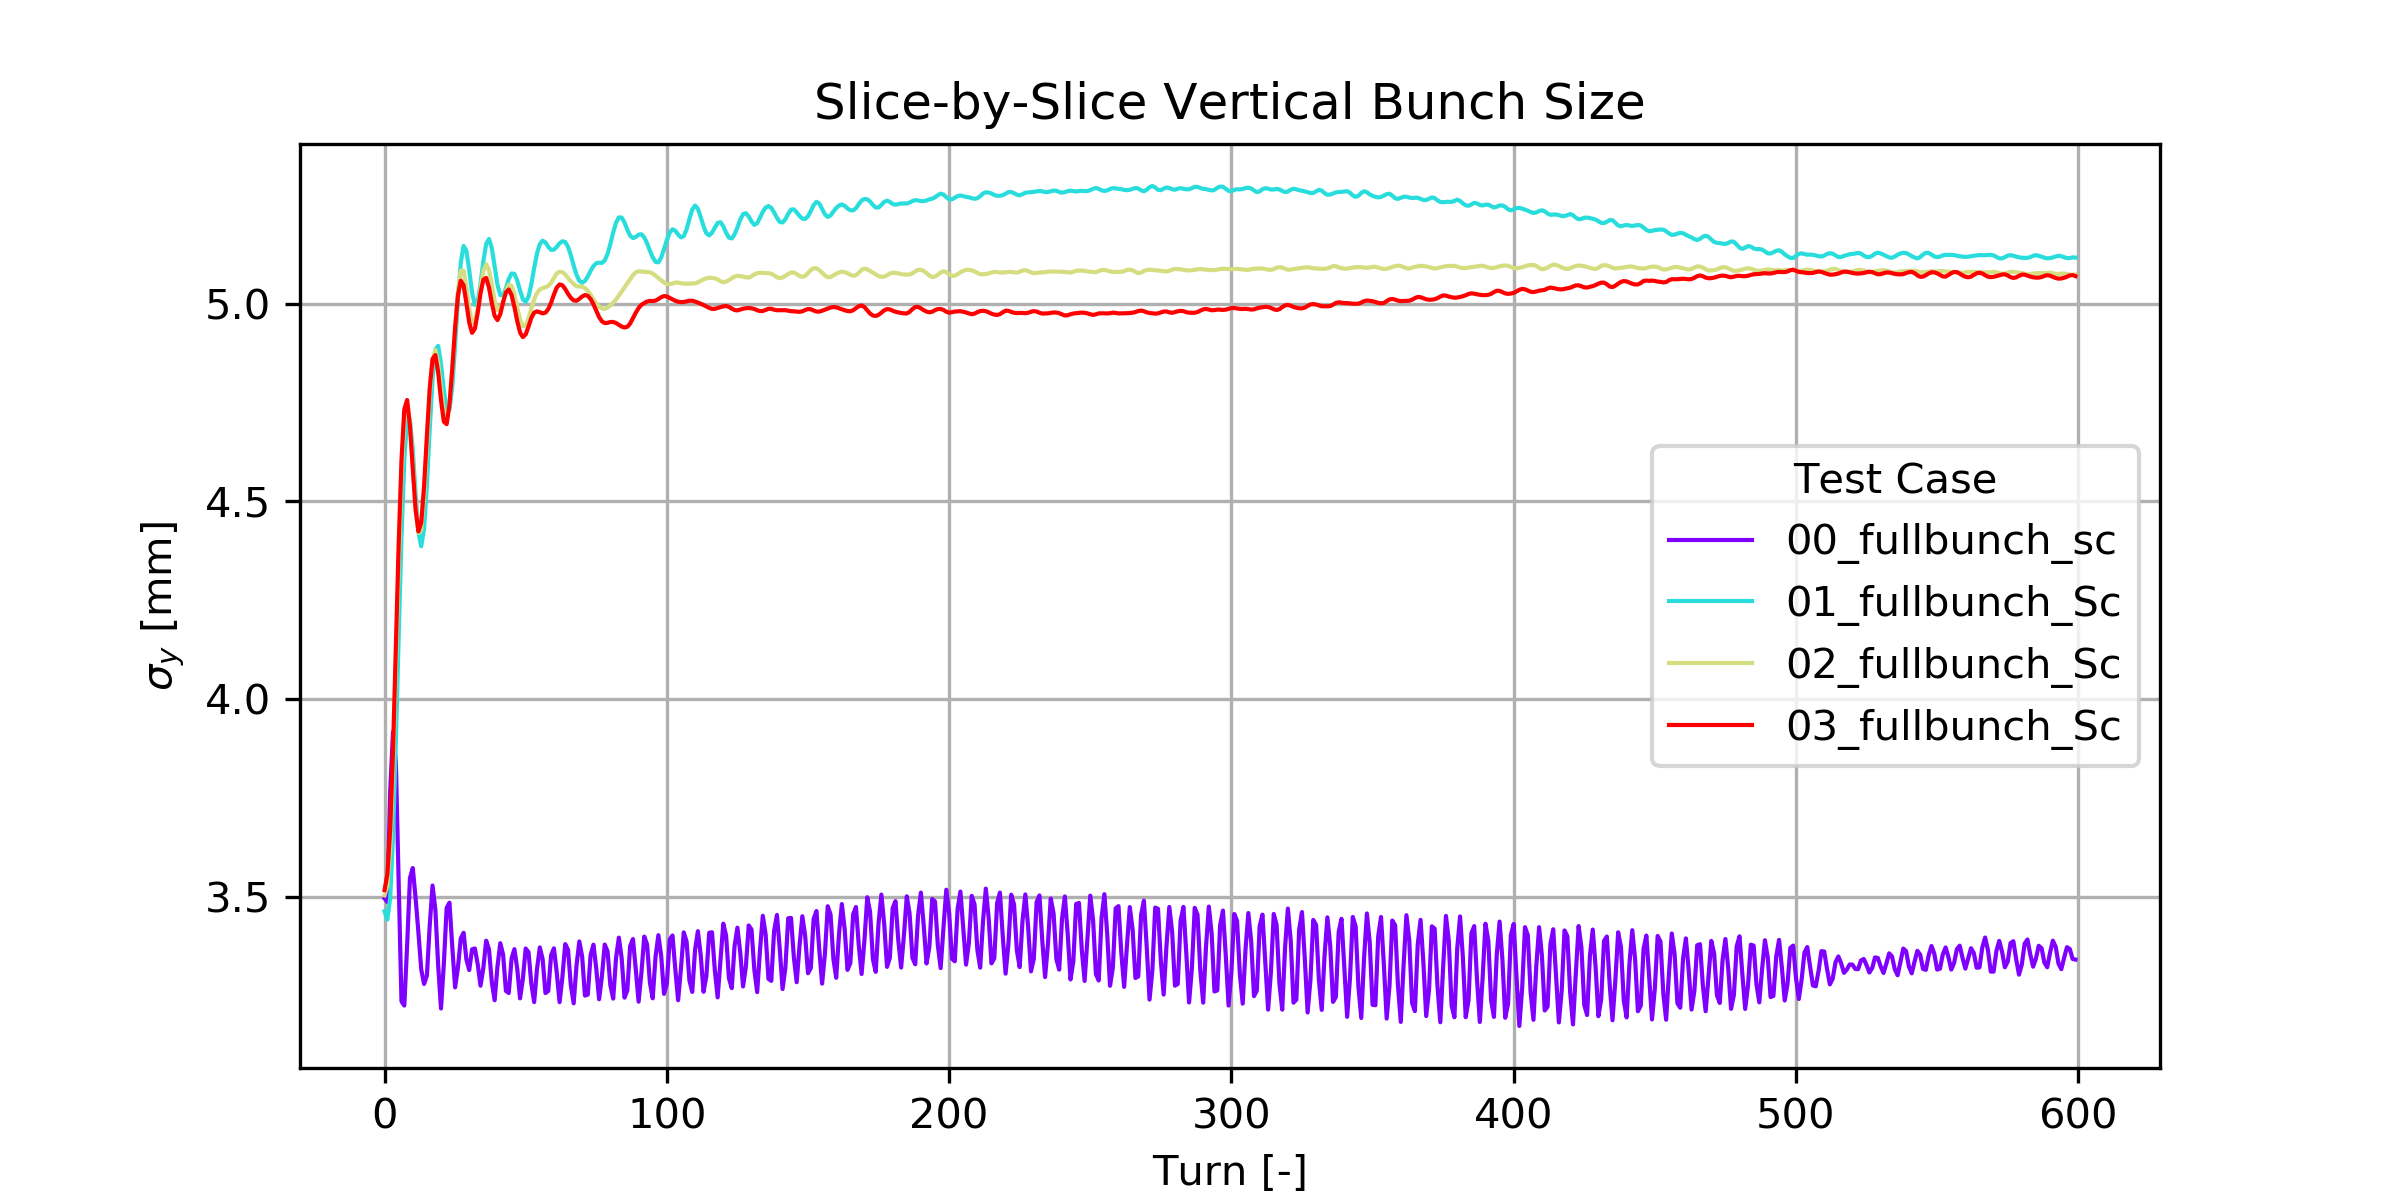 Slice-by-Slice Vertical Bunch Size
σy [mm]
5.0
4.5
4.0
3.5
Test Case
00_fullbunch_sc
01_fullbunch_Sc
02_fullbunch_Sc
03_fullbunch_Sc
0 100 200 300 400 500 600
Turn [-]